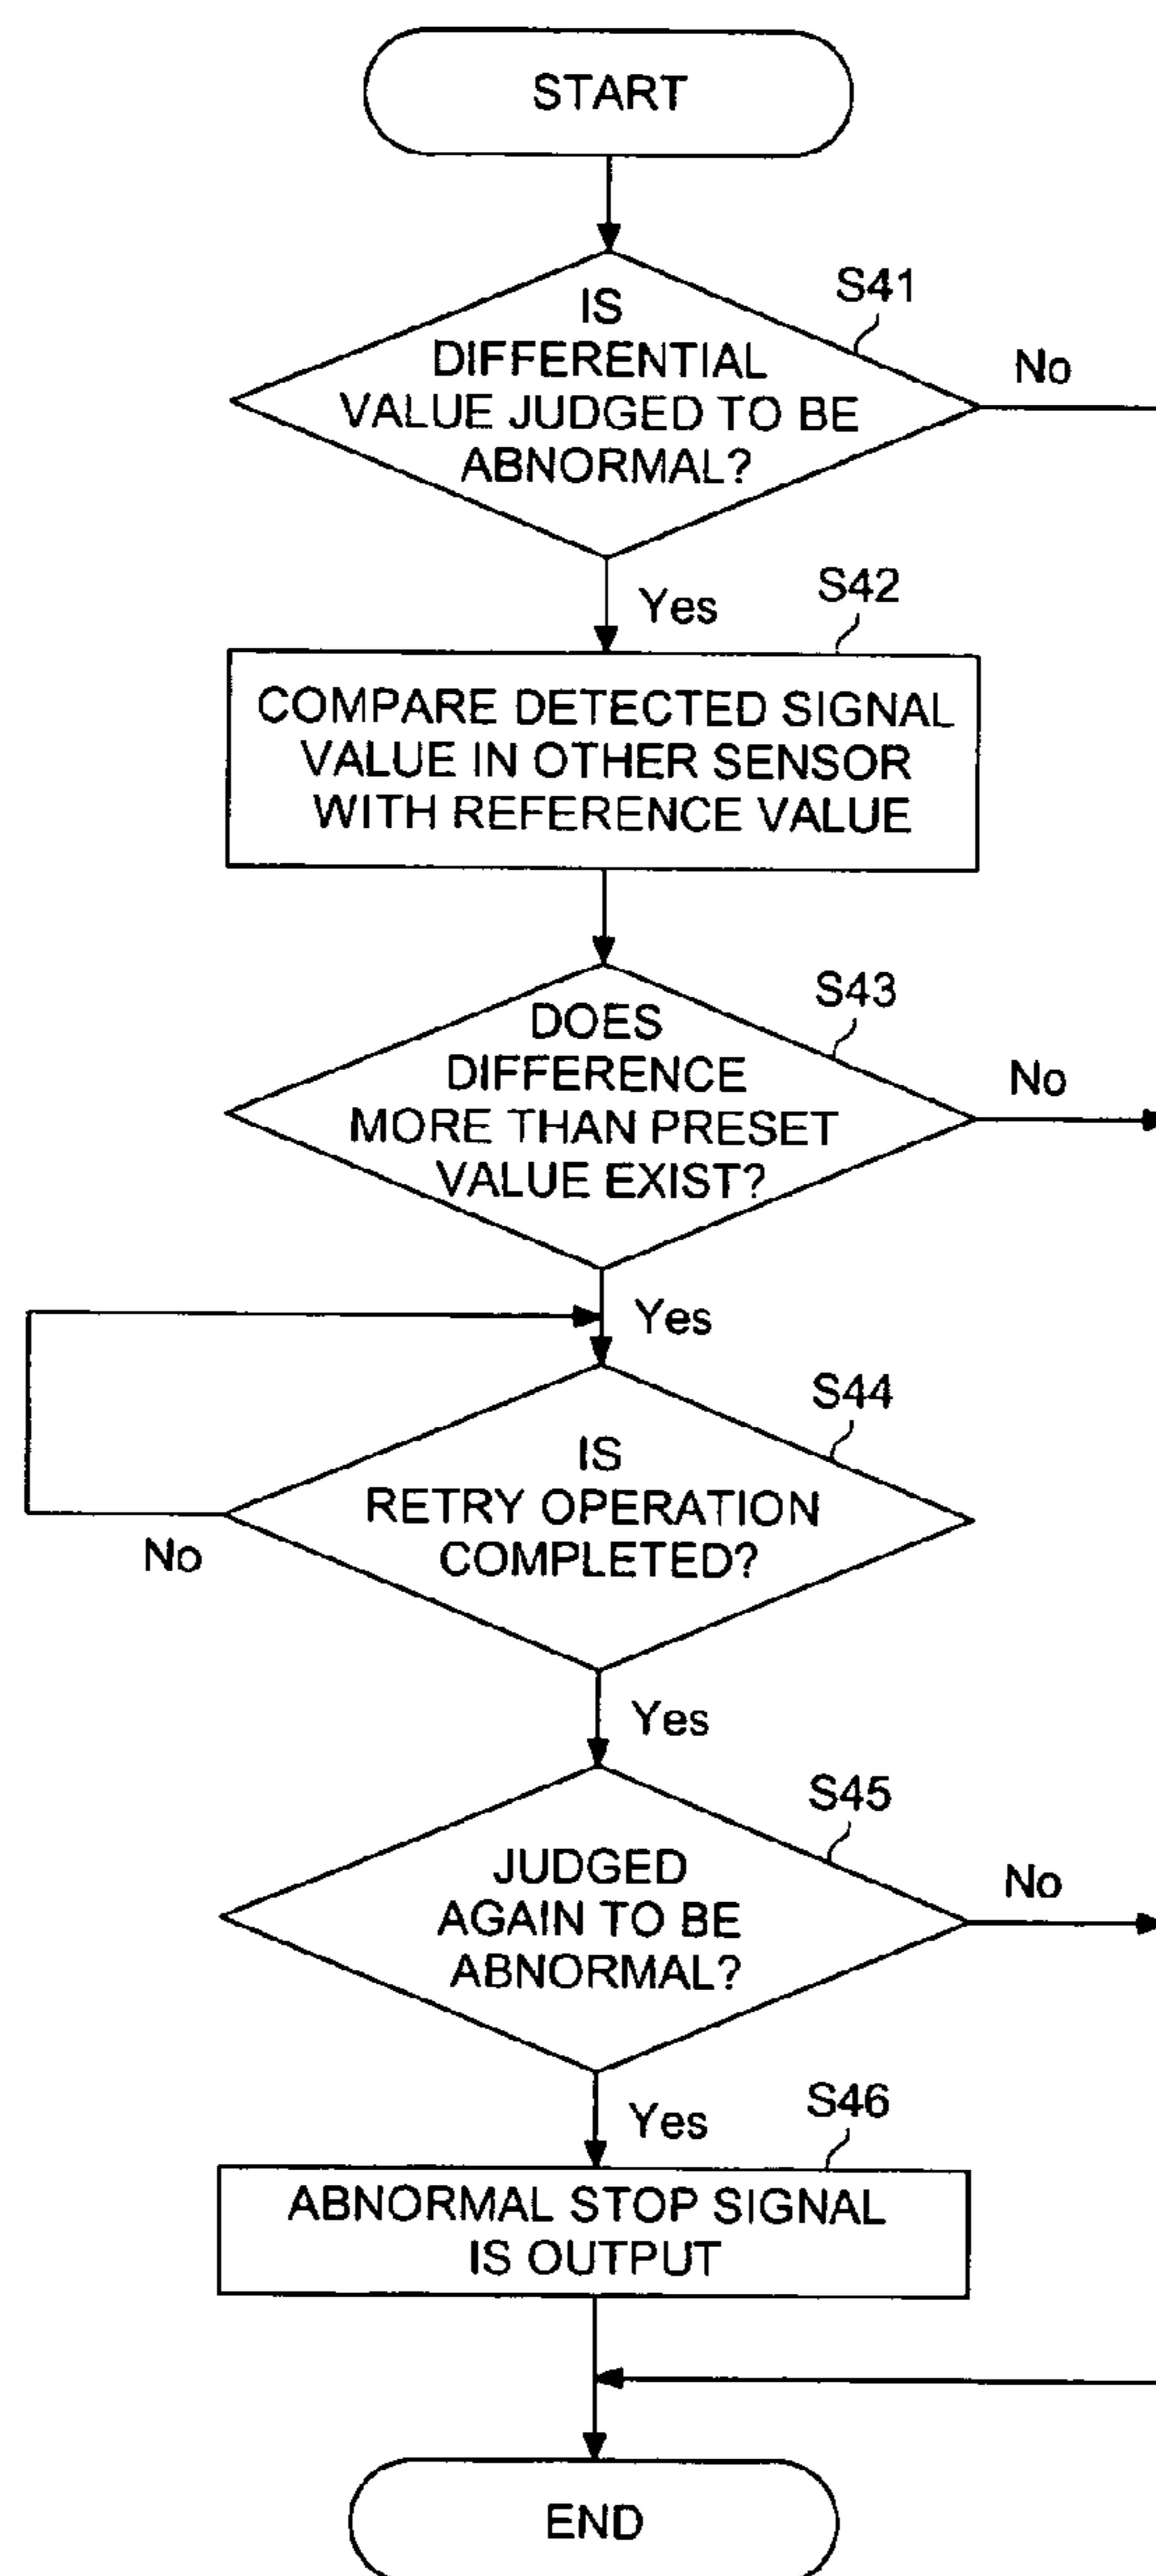 START
S41
IS
DIFFERENTIAL
VALUE JUDGED TO BE
ABNORMAL?
No
Yes
S42
COMPARE DETECTED SIGNAL
VALUE IN OTHER SENSOR
WITH REFERENCE VALUE
S43
DOES
DIFFERENCE
MORE THAN PRESET
VALUE EXIST?
No
Yes
S44
IS
RETRY OPERATION
COMPLETED?
No
Yes
S45
JUDGED
AGAIN TO BE
ABNORMAL?
No
Yes
S46
ABNORMAL STOP SIGNAL
IS OUTPUT
END